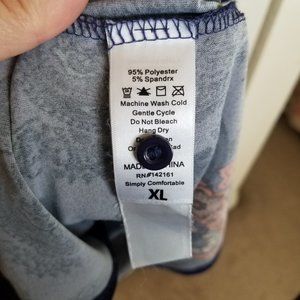 95% Polyester
5% Spandrx
Machine Wash Cold
Gentle Cycle
Do Not Bleach
Hang Dry
RN#142161
Simply Comfortable
XL